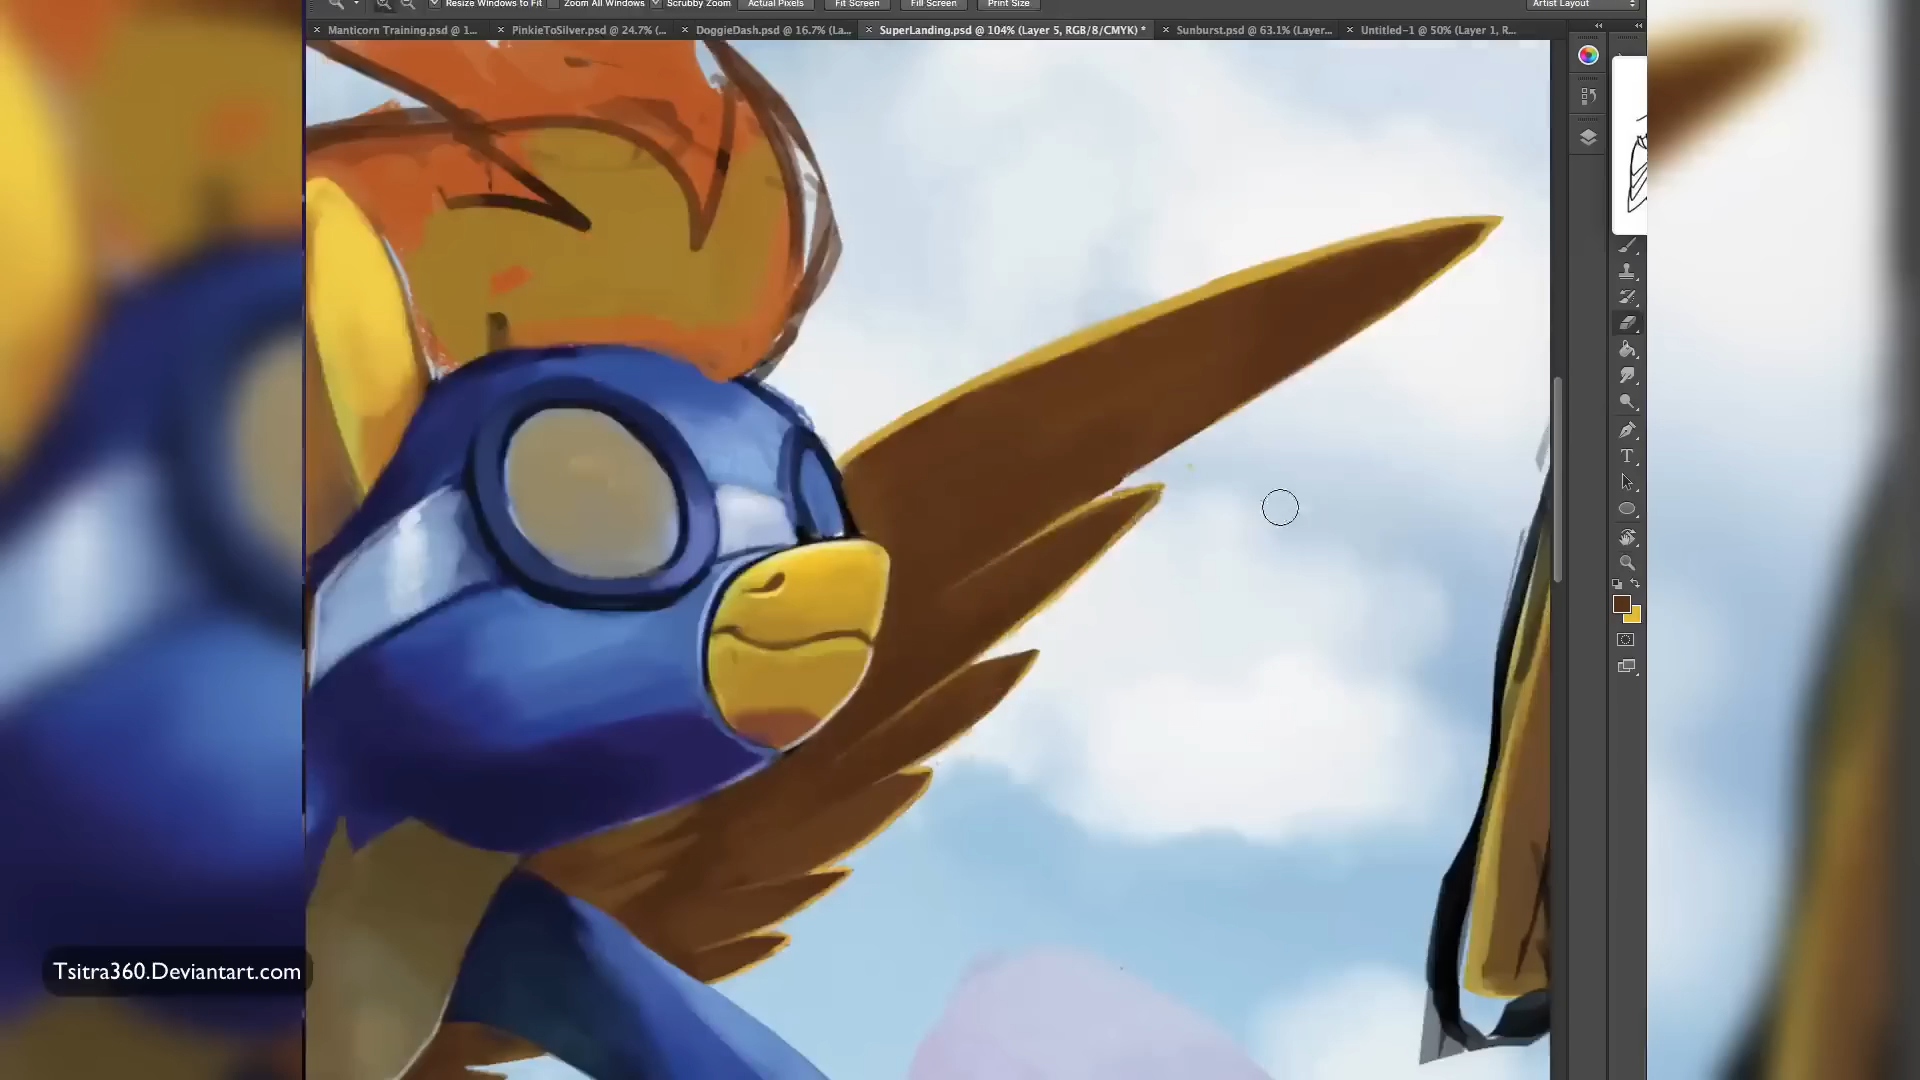 Resize Windows to Fit Zoom All Windows Scrubby Zoom Actual Pixels Fit Screen Fill Screen Print Size Artist Layout
Manticorn Training.psd @ 1... PinkieToSilver.psd @ 24.7% (... DoggieDash.psd @ 16.7% (La... SuperLanding.psd @ 104% (Layer 5, RGB/8/CMYK) * Sunburst.psd @ 63.1% (Layer... Untitled-1 @ 50% (Layer 1, R...
Tsitra360.Deviantart.com